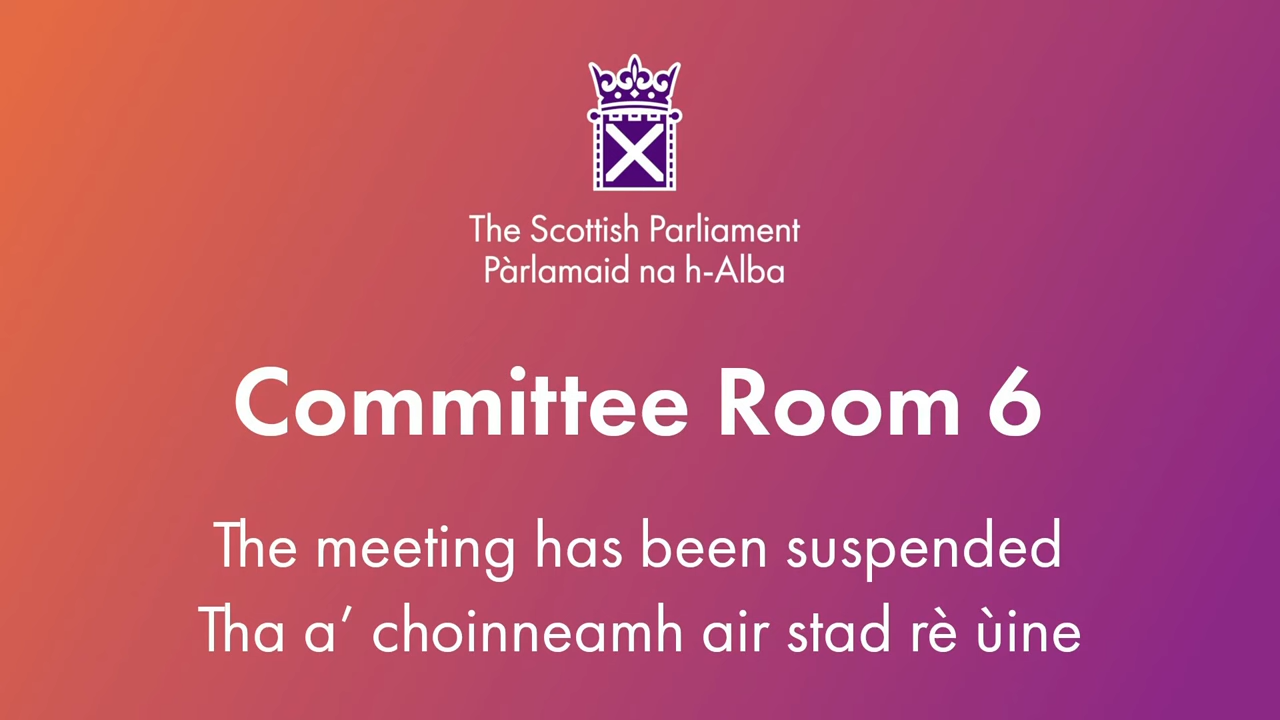 The Scottish Parliament
Pàrlamaid na h-Alba
Committee Room 6
The meeting has been suspended
Tha a’ choinneamh air stad rè ùine